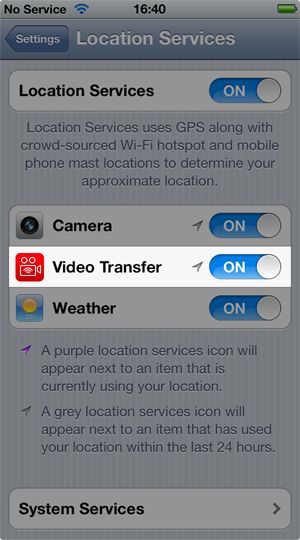 No Service 16:40
Settings Location Services
Location Services ON
Location Services uses GPS along with
crowd-sourced Wi-Fi hotspot and mobile
phone mast locations to determine your
approximate location.
Camera ON
Video Transfer ON
Weather ON
A purple location services icon will
appear next to an item that is
currently using your location.
A grey location services icon will
appear next to an item that has used
your location within the last 24 hours.
System Services